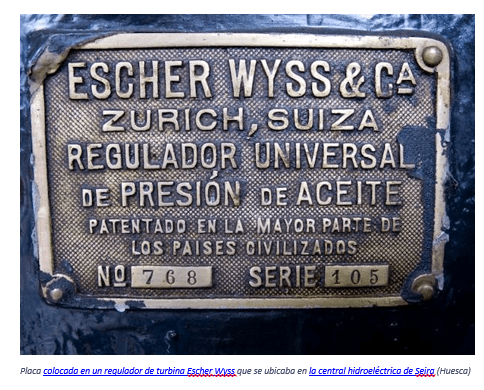 ESCHER WYSS & CA
ZURICH, SUIZA
REGULADOR UNIVERSAL
DE PRESIÓN DE ACEITE
PATENTADO EN LA MAYOR PARTE DE
LOS PAISES CIVILIZADOS
No 768 SERIE 105
Placa colocada en un regulador de turbina Escher Wyss que se ubicaba en la central hidroeléctrica de Seira (Huesca)